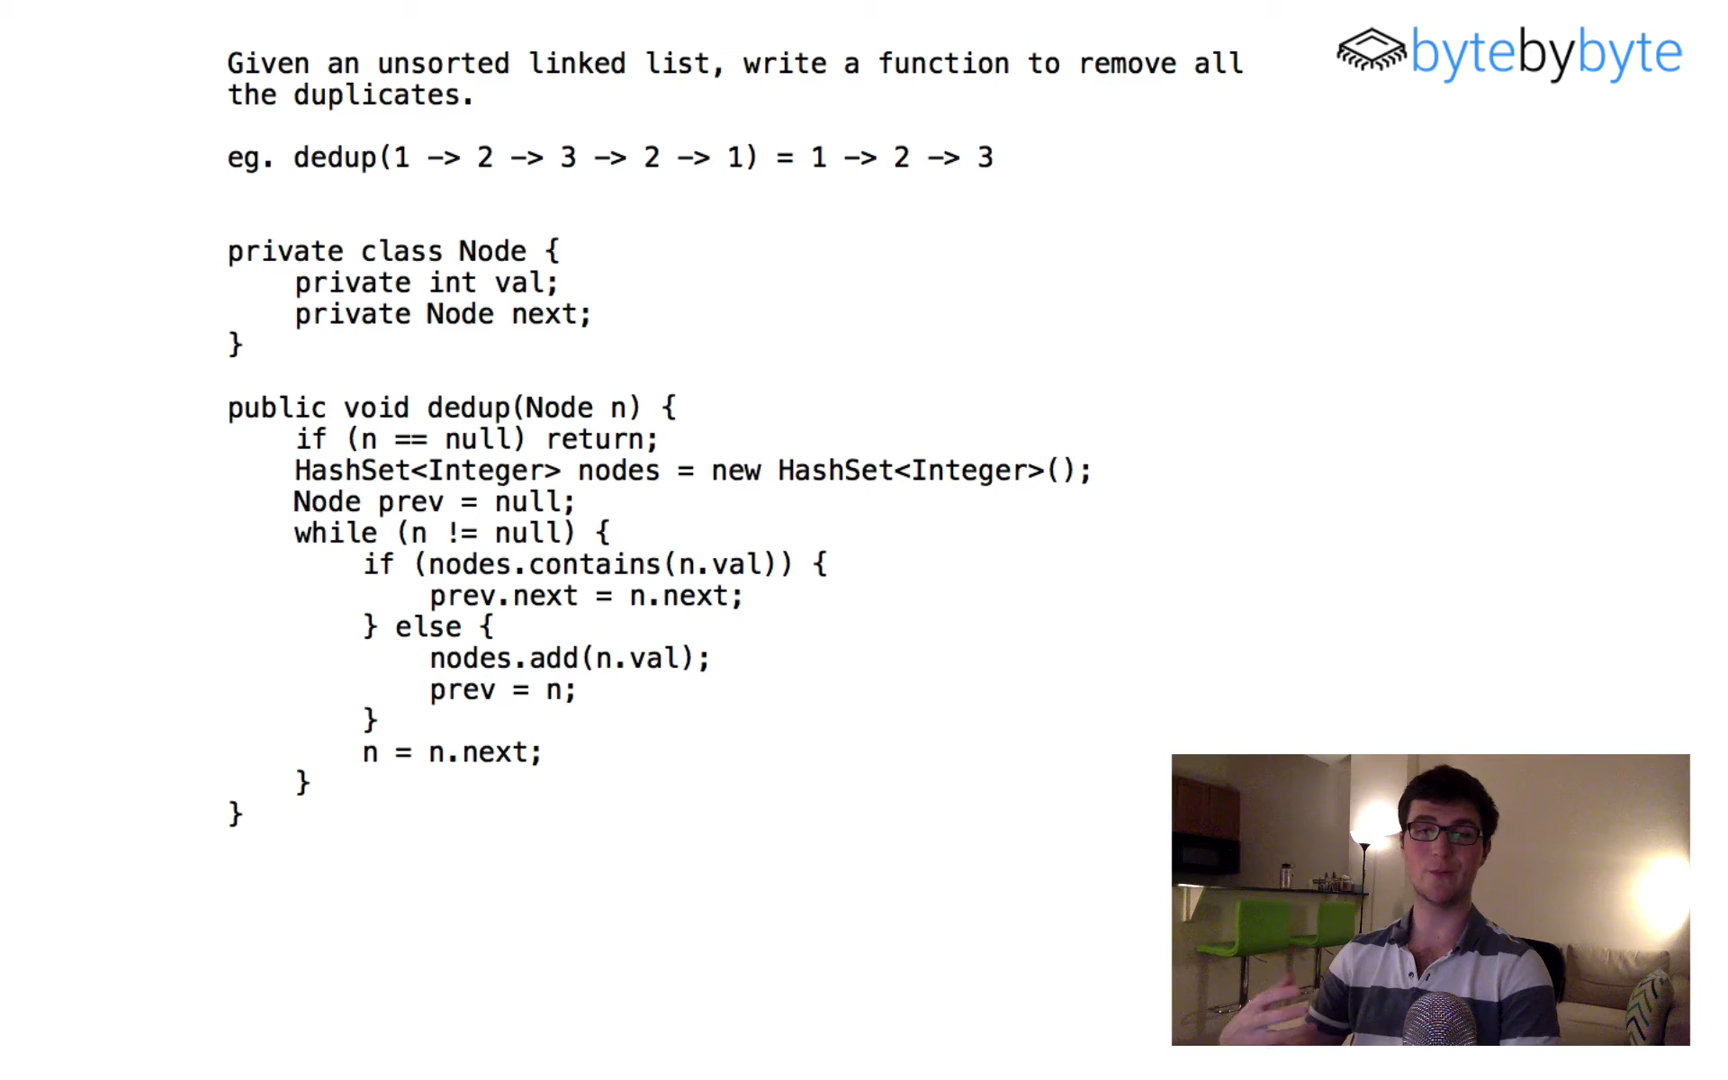 bytebybyte
Given an unsorted linked list, write a function to remove all
the duplicates.
eg. dedup(1 -> 2 -> 3 -> 2 -> 1) = 1 -> 2 -> 3
private class Node {
    private int val;
    private Node next;
}
public void dedup(Node n) {
    if (n == null) return;
    HashSet<Integer> nodes = new HashSet<Integer>();
    Node prev = null;
    while (n != null) {
        if (nodes.contains(n.val)) {
            prev.next = n.next;
        } else {
            nodes.add(n.val);
            prev = n;
        }
        n = n.next;
    }
}